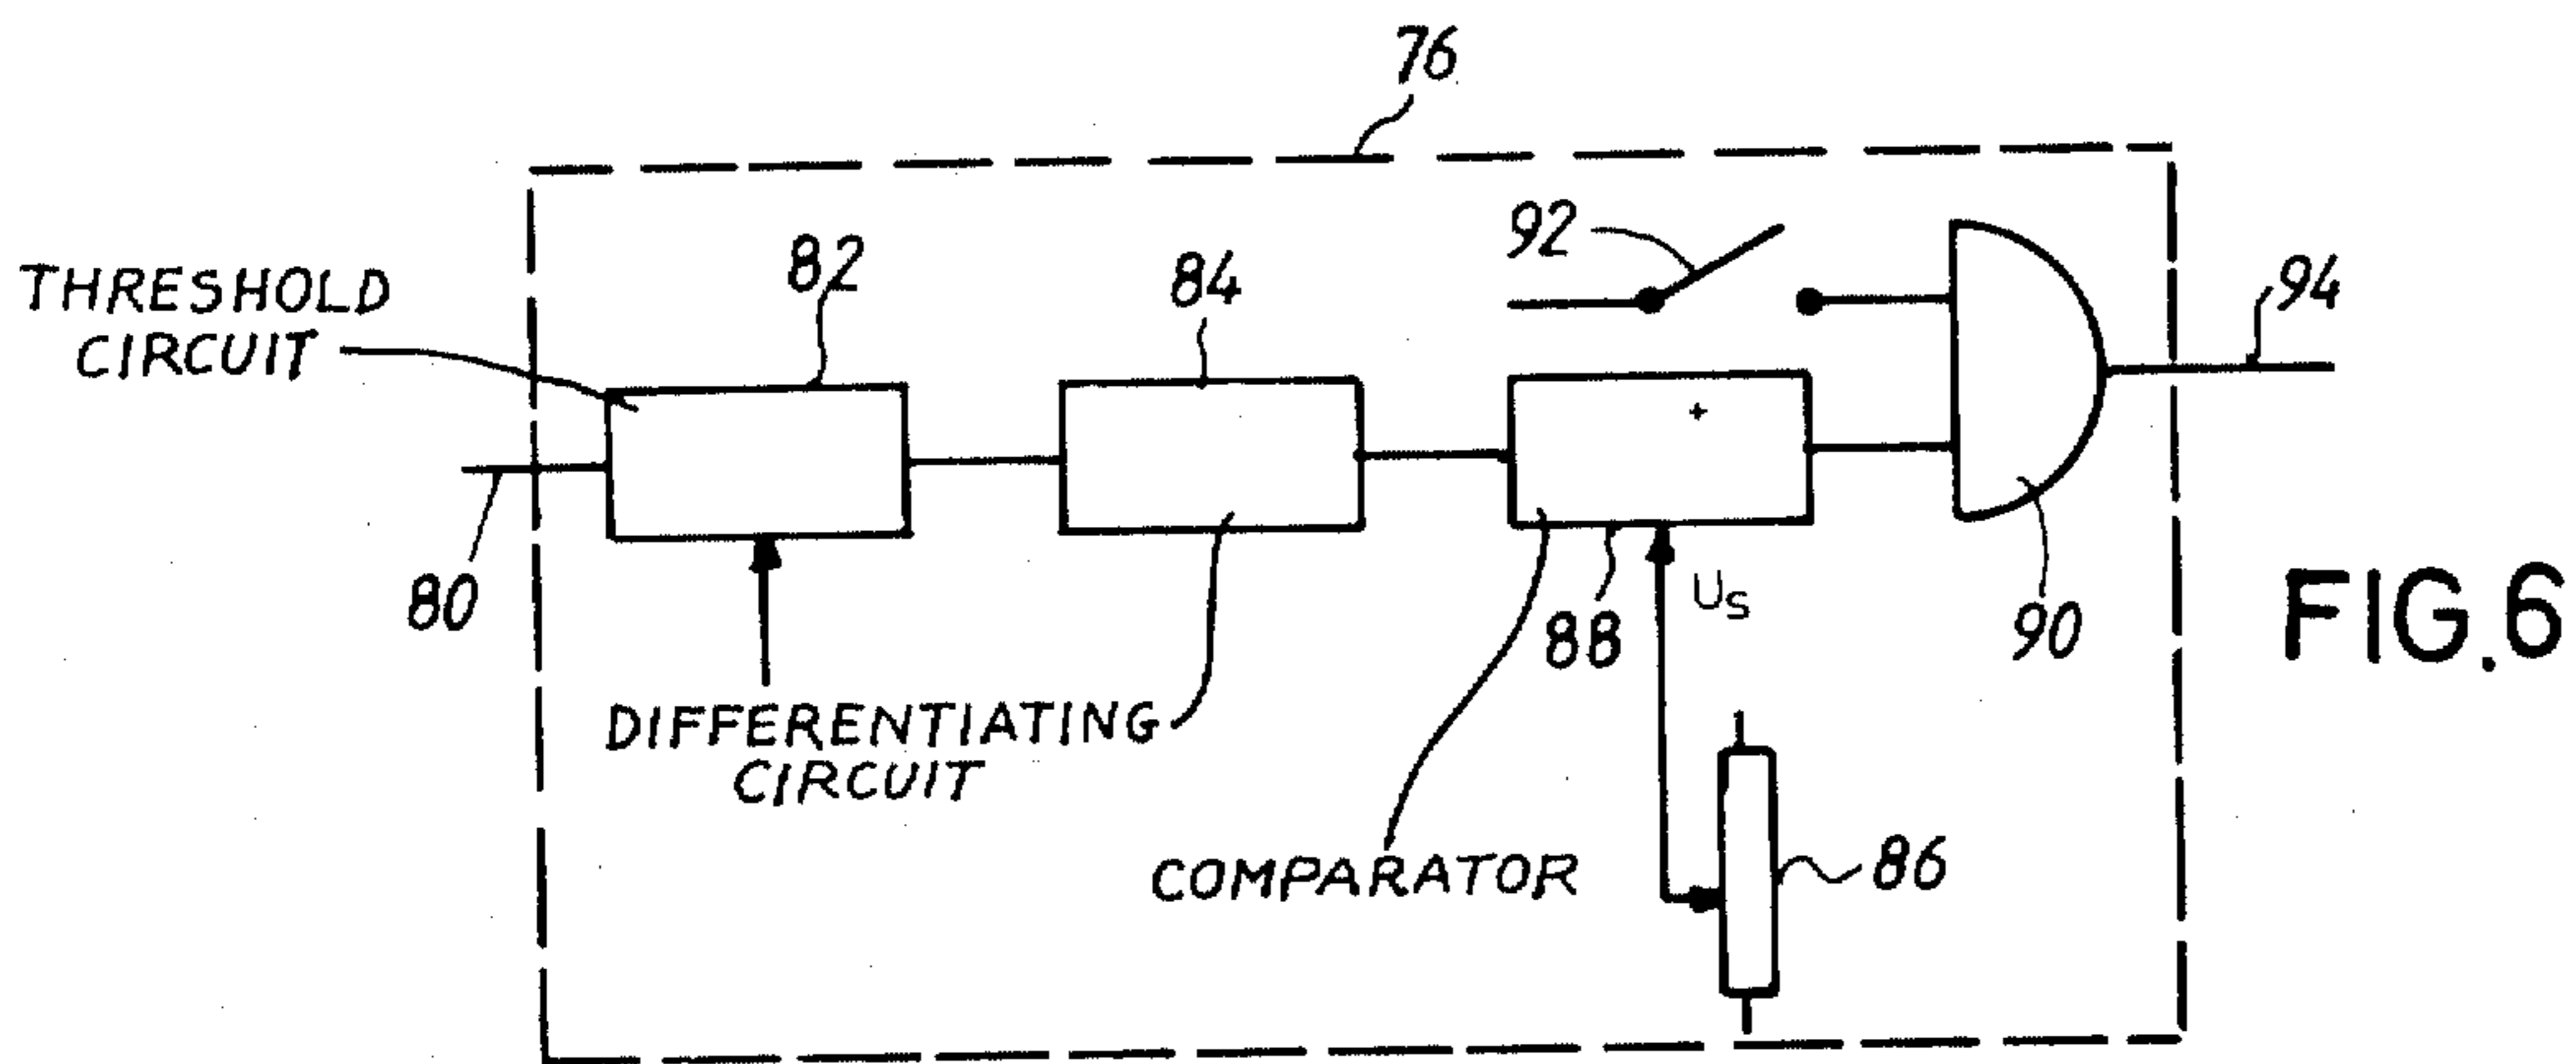 76
THRESHOLD
CIRCUIT
82
84
92
94
80
DIFFERENTIATING
CIRCUIT
+
88
Us
90
FIG.6
COMPARATOR
86